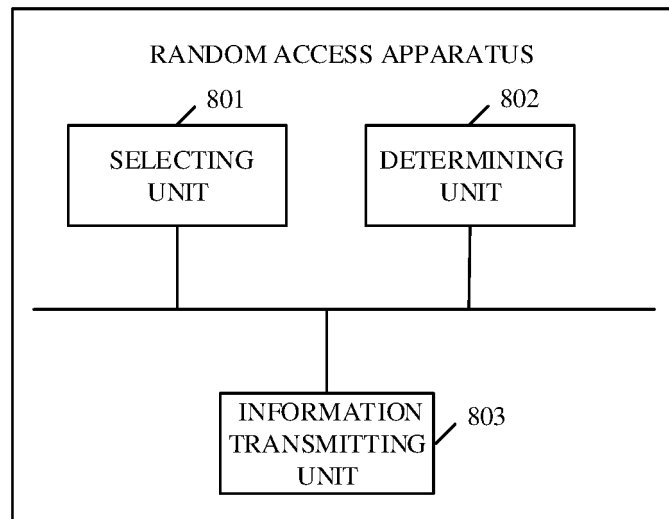 RANDOM ACCESS APPARATUS
801
802
SELECTING
UNIT
DETERMINING
UNIT
INFORMATION
TRANSMITTING
UNIT
803